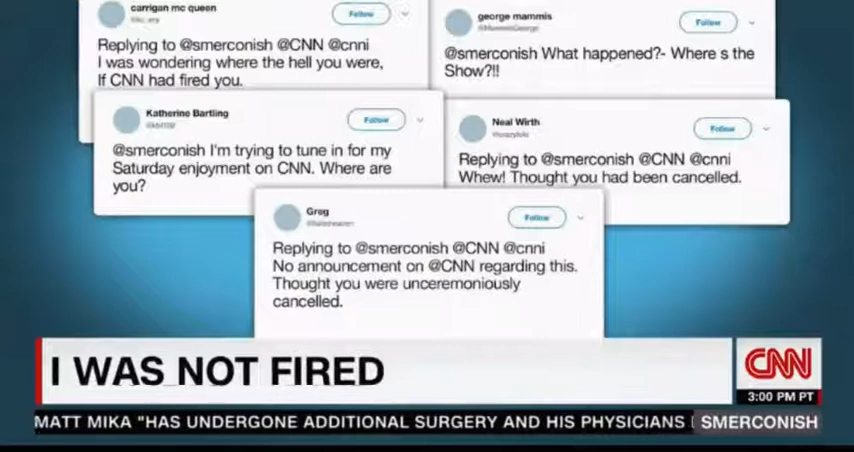 carrigan mc queen
Follow
Replying to @smerconish @CNN @cnni
I was wondering where the hell you were,
If CNN had fired you.
george mammis
Follow
@smerconish What happened?- Where s the
Show?!!
Katherine Bartling
Follow
@smerconish I'm trying to tune in for my
Saturday enjoyment on CNN. Where are
you?
Neal Wirth
Follow
Replying to @smerconish @CNN @cnni
Whew! Thought you had been cancelled.
Greg
Follow
Replying to @smerconish @CNN @cnni
No announcement on @CNN regarding this.
Thought you were unceremoniously
cancelled.
I WAS NOT FIRED
CNN
3:00 PM PT
MATT MIKA "HAS UNDERGONE ADDITIONAL SURGERY AND HIS PHYSICIANS
SMERCONISH